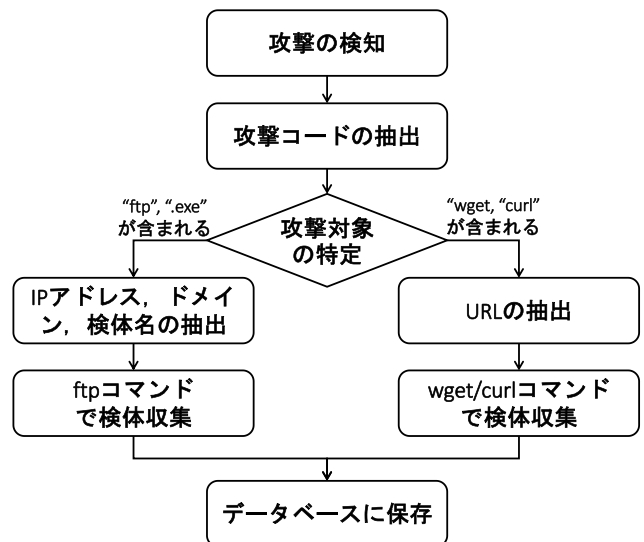 攻撃の検知
攻撃コードの抽出
攻撃対象
の特定
“ftp”, “.exe”
が含まれる
“wget, “curl”
が含まれる
IPアドレス，ドメイ
ン，検体名の抽出
URLの抽出
ftpコマンド
で検体収集
wget/curlコマンド
で検体収集
データベースに保存